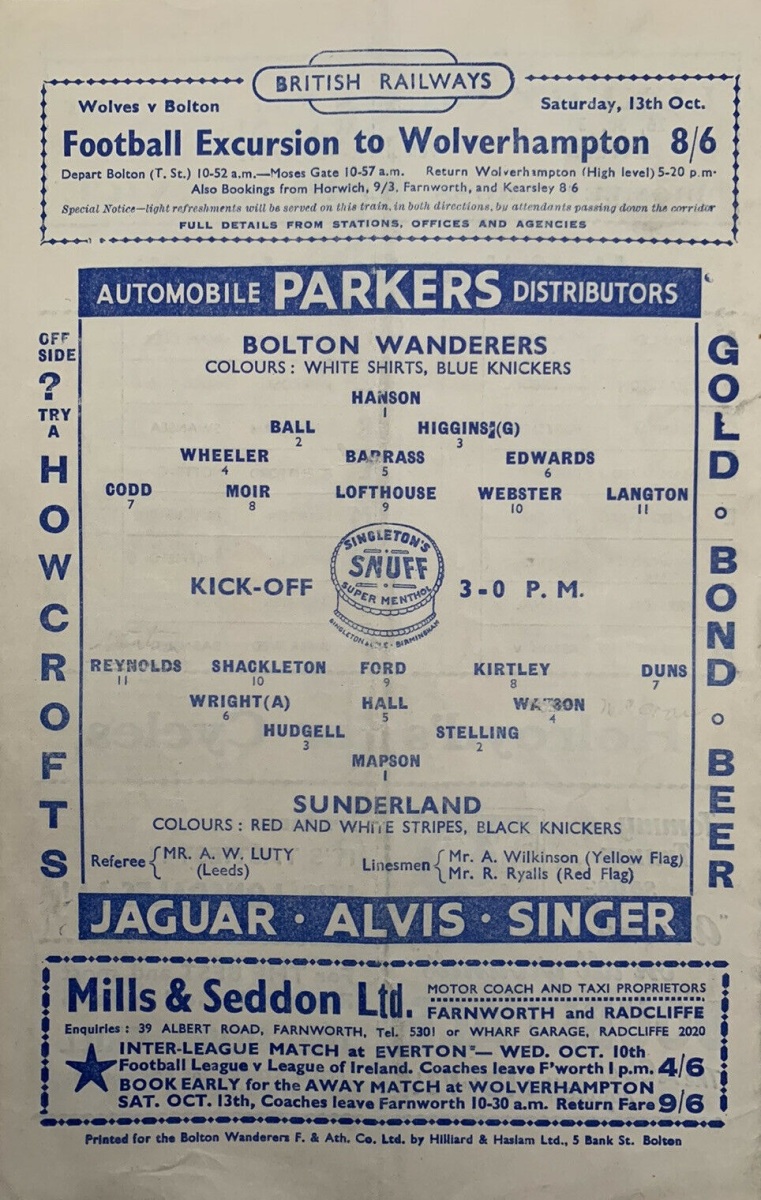 BRITISH RAILWAYS
Wolves v Bolton Saturday, 13th Oct.
Football Excursion to Wolverhampton 8/6
Depart Bolton (T. St.) 10-52 a.m.—Moses Gate 10-57 a.m. Return Wolverhampton (High level) 5-20 p.m.
Also Bookings from Horwich, 9/3. Farnworth, and Kearsley 8 6
Special Notice—light refreshments will be served on this train, in both directions, by attendants passing down the corridor
FULL DETAILS FROM STATIONS, OFFICES AND AGENCIES
AUTOMOBILE PARKERS DISTRIBUTORS
OFF
SIDE
?
TRY
A
HOWCROFTS
BOLTON WANDERERS
COLOURS : WHITE SHIRTS, BLUE KNICKERS
HANSON
1
BALL HIGGINS (G)
2 3
WHEELER BARRASS EDWARDS
4 5 6
CODD MOIR LOFTHOUSE WEBSTER LANGTON
7 8 9 10 11
KICK-OFF 3-0 P. M.
SINGLETON'S
SNUFF
SUPER MENTHOL
REYNOLDS SHACKLETON FORD KIRTLEY DUNS
11 10 9 8 7
WRIGHT(A) HALL WATSON
6 5 4
HUDGELL STELLING
3 2
MAPSON
1
SUNDERLAND
COLOURS : RED AND WHITE STRIPES, BLACK KNICKERS
Referee { MR. A. W. LUTY (Leeds)
Linesmen { Mr. A. Wilkinson (Yellow Flag)
Mr. R. Ryalls (Red Flag)
GOLD o BOND o BEER
JAGUAR · ALVIS · SINGER
Mills & Seddon Ltd. MOTOR COACH AND TAXI PROPRIETORS
FARNWORTH and RADCLIFFE
Enquiries : 39 ALBERT ROAD, FARNWORTH, Tel. 5301 or WHARF GARAGE, RADCLIFFE 2020
INTER-LEAGUE MATCH at EVERTON — WED. OCT. 10th
Football League v League of Ireland. Coaches leave F'worth 1 p.m. 4/6
BOOK EARLY for the AWAY MATCH at WOLVERHAMPTON
SAT. OCT. 13th, Coaches leave Farnworth 10-30 a.m. Return Fare 9/6
Printed for the Bolton Wanderers F. & Ath. Co. Ltd. by Hilliard & Haslam Ltd., 5 Bank St. Bolton